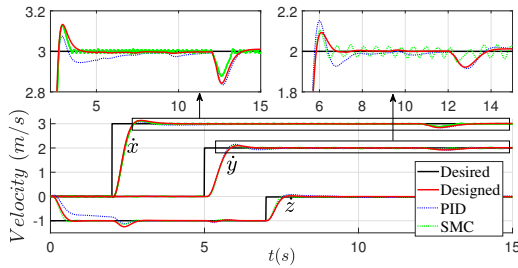 3.2
3
2.8
5
10
15
2.2
2
1.8
6
8
10
12
14
Velocity (m/s)
3
2
1
0
-1
ẋ
ẏ
ż
Desired
Designed
PID
SMC
0
5
10
15
t(s)